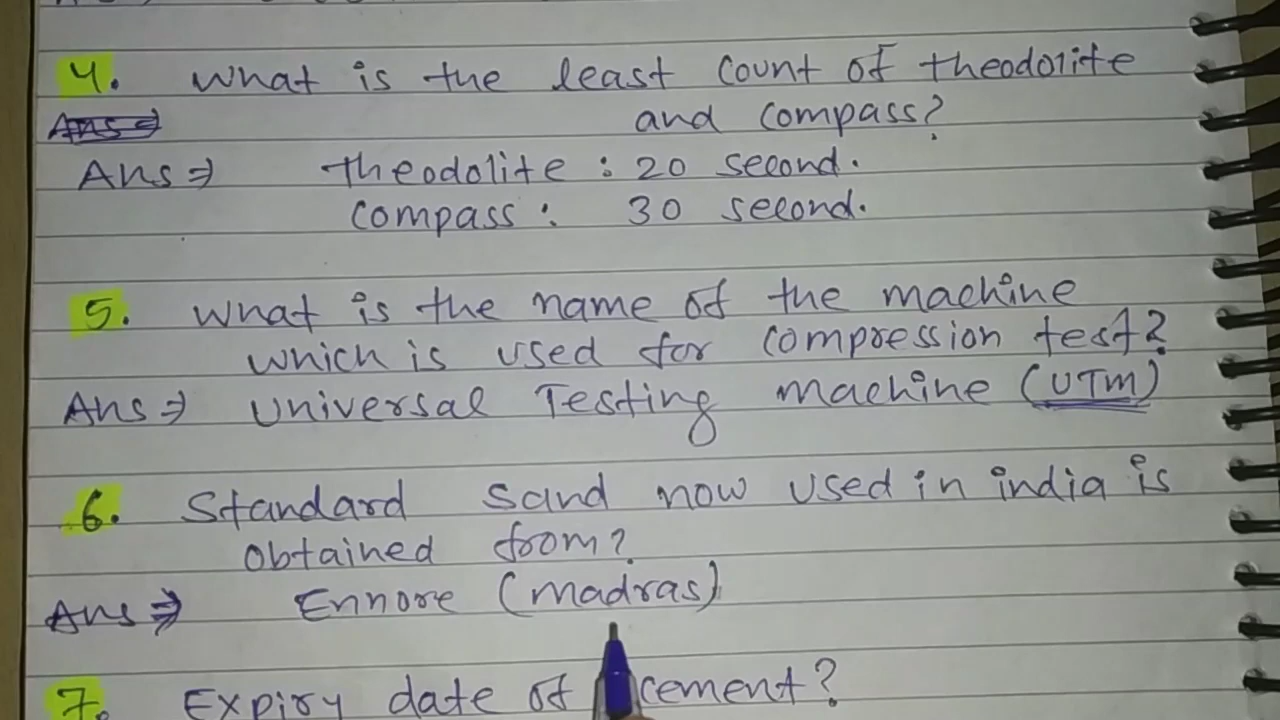 4. What is the least count of theodolite
and compass?
Ans⇒ Theodolite : 20 second.
Compass : 30 second.
5. What is the name of the machine
which is used for compression test?
Ans⇒ Universal Testing machine (UTM)
6. Standard sand now used in india is
obtained from?
Ans⇒ Ennore (madras)
7. Expiry date of cement?